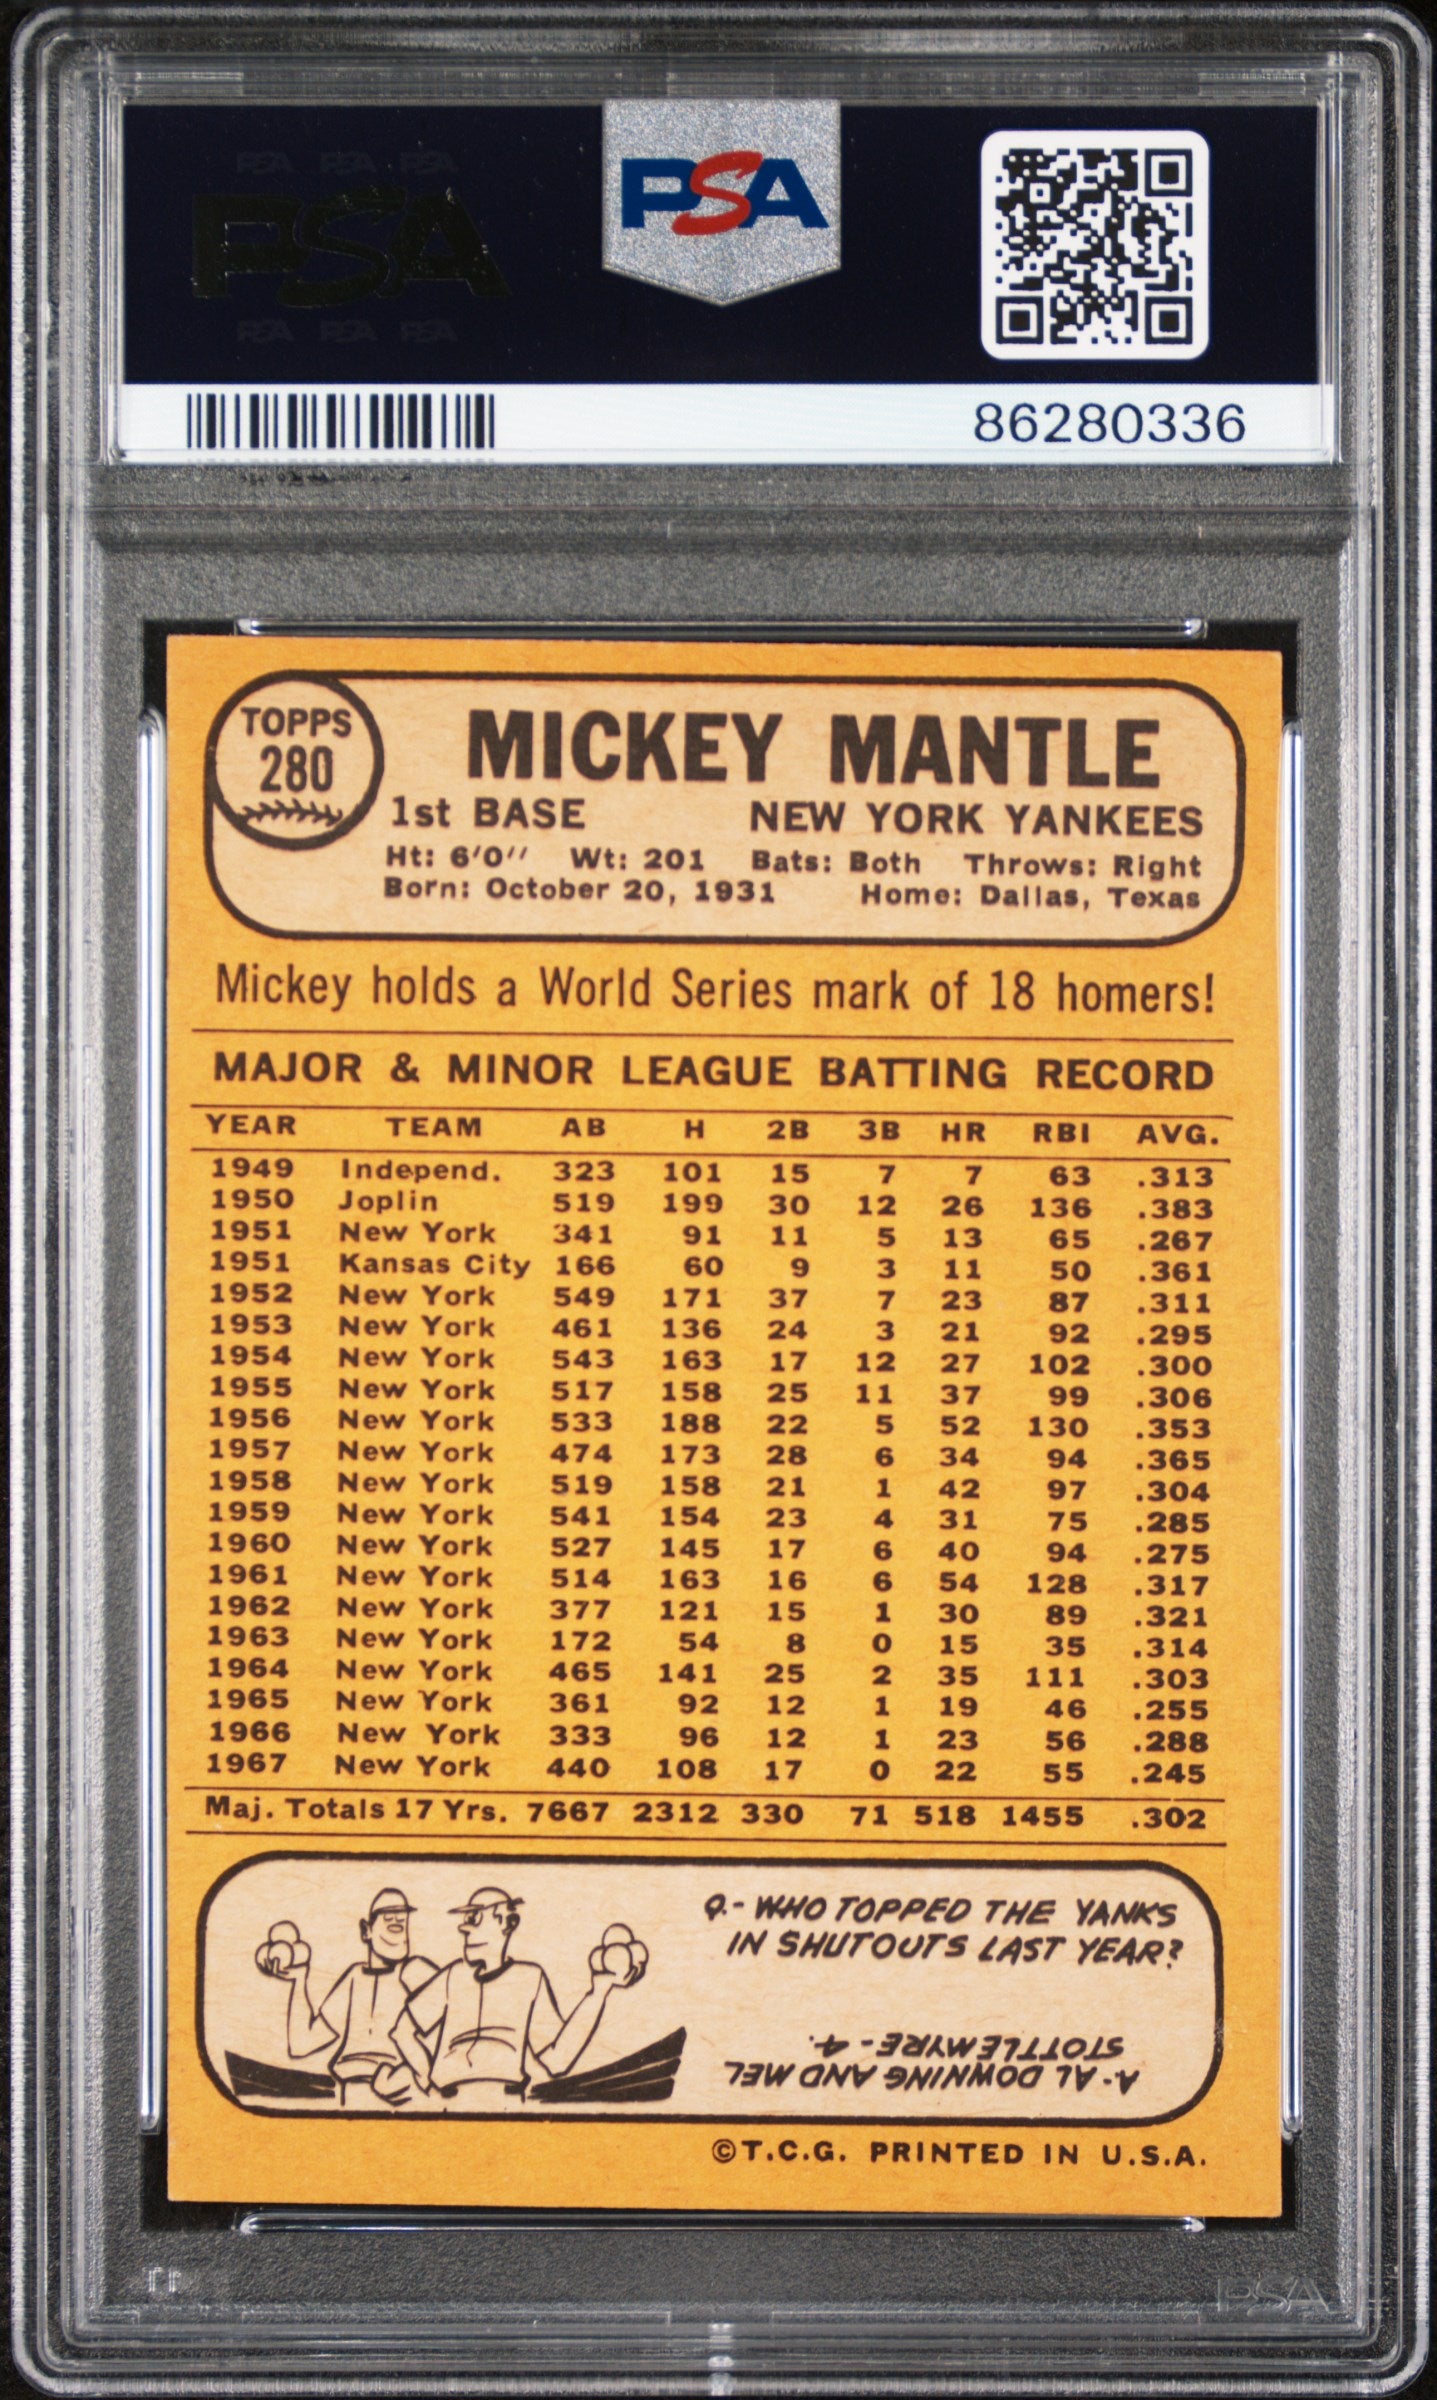 PSA PSA PSA
PSA
PSA PSA PSA
PSA
86280336
TOPPS
280
MICKEY MANTLE
1st BASE NEW YORK YANKEES
Ht: 6'0" Wt: 201 Bats: Both Throws: Right
Born: October 20, 1931 Home: Dallas, Texas
Mickey holds a World Series mark of 18 homers!
MAJOR & MINOR LEAGUE BATTING RECORD
YEAR TEAM AB H 2B 3B HR RBI AVG.
1949 Independ. 323 101 15 7 7 63 .313
1950 Joplin 519 199 30 12 26 136 .383
1951 New York 341 91 11 5 13 65 .267
1951 Kansas City 166 60 9 3 11 50 .361
1952 New York 549 171 37 7 23 87 .311
1953 New York 461 136 24 3 21 92 .295
1954 New York 543 163 17 12 27 102 .300
1955 New York 517 158 25 11 37 99 .306
1956 New York 533 188 22 5 52 130 .353
1957 New York 474 173 28 6 34 94 .365
1958 New York 519 158 21 1 42 97 .304
1959 New York 541 154 23 4 31 75 .285
1960 New York 527 145 17 6 40 94 .275
1961 New York 514 163 16 6 54 128 .317
1962 New York 377 121 15 1 30 89 .321
1963 New York 172 54 8 0 15 35 .314
1964 New York 465 141 25 2 35 111 .303
1965 New York 361 92 12 1 19 46 .255
1966 New York 333 96 12 1 23 56 .288
1967 New York 440 108 17 0 22 55 .245
Maj. Totals 17 Yrs. 7667 2312 330 71 518 1455 .302
Q.- WHO TOPPED THE YANKS
IN SHUTOUTS LAST YEAR?
A.- AL DOWNING AND MEL
STOTTLEMYRE - 4.
©T.C.G. PRINTED IN U.S.A.
PSA